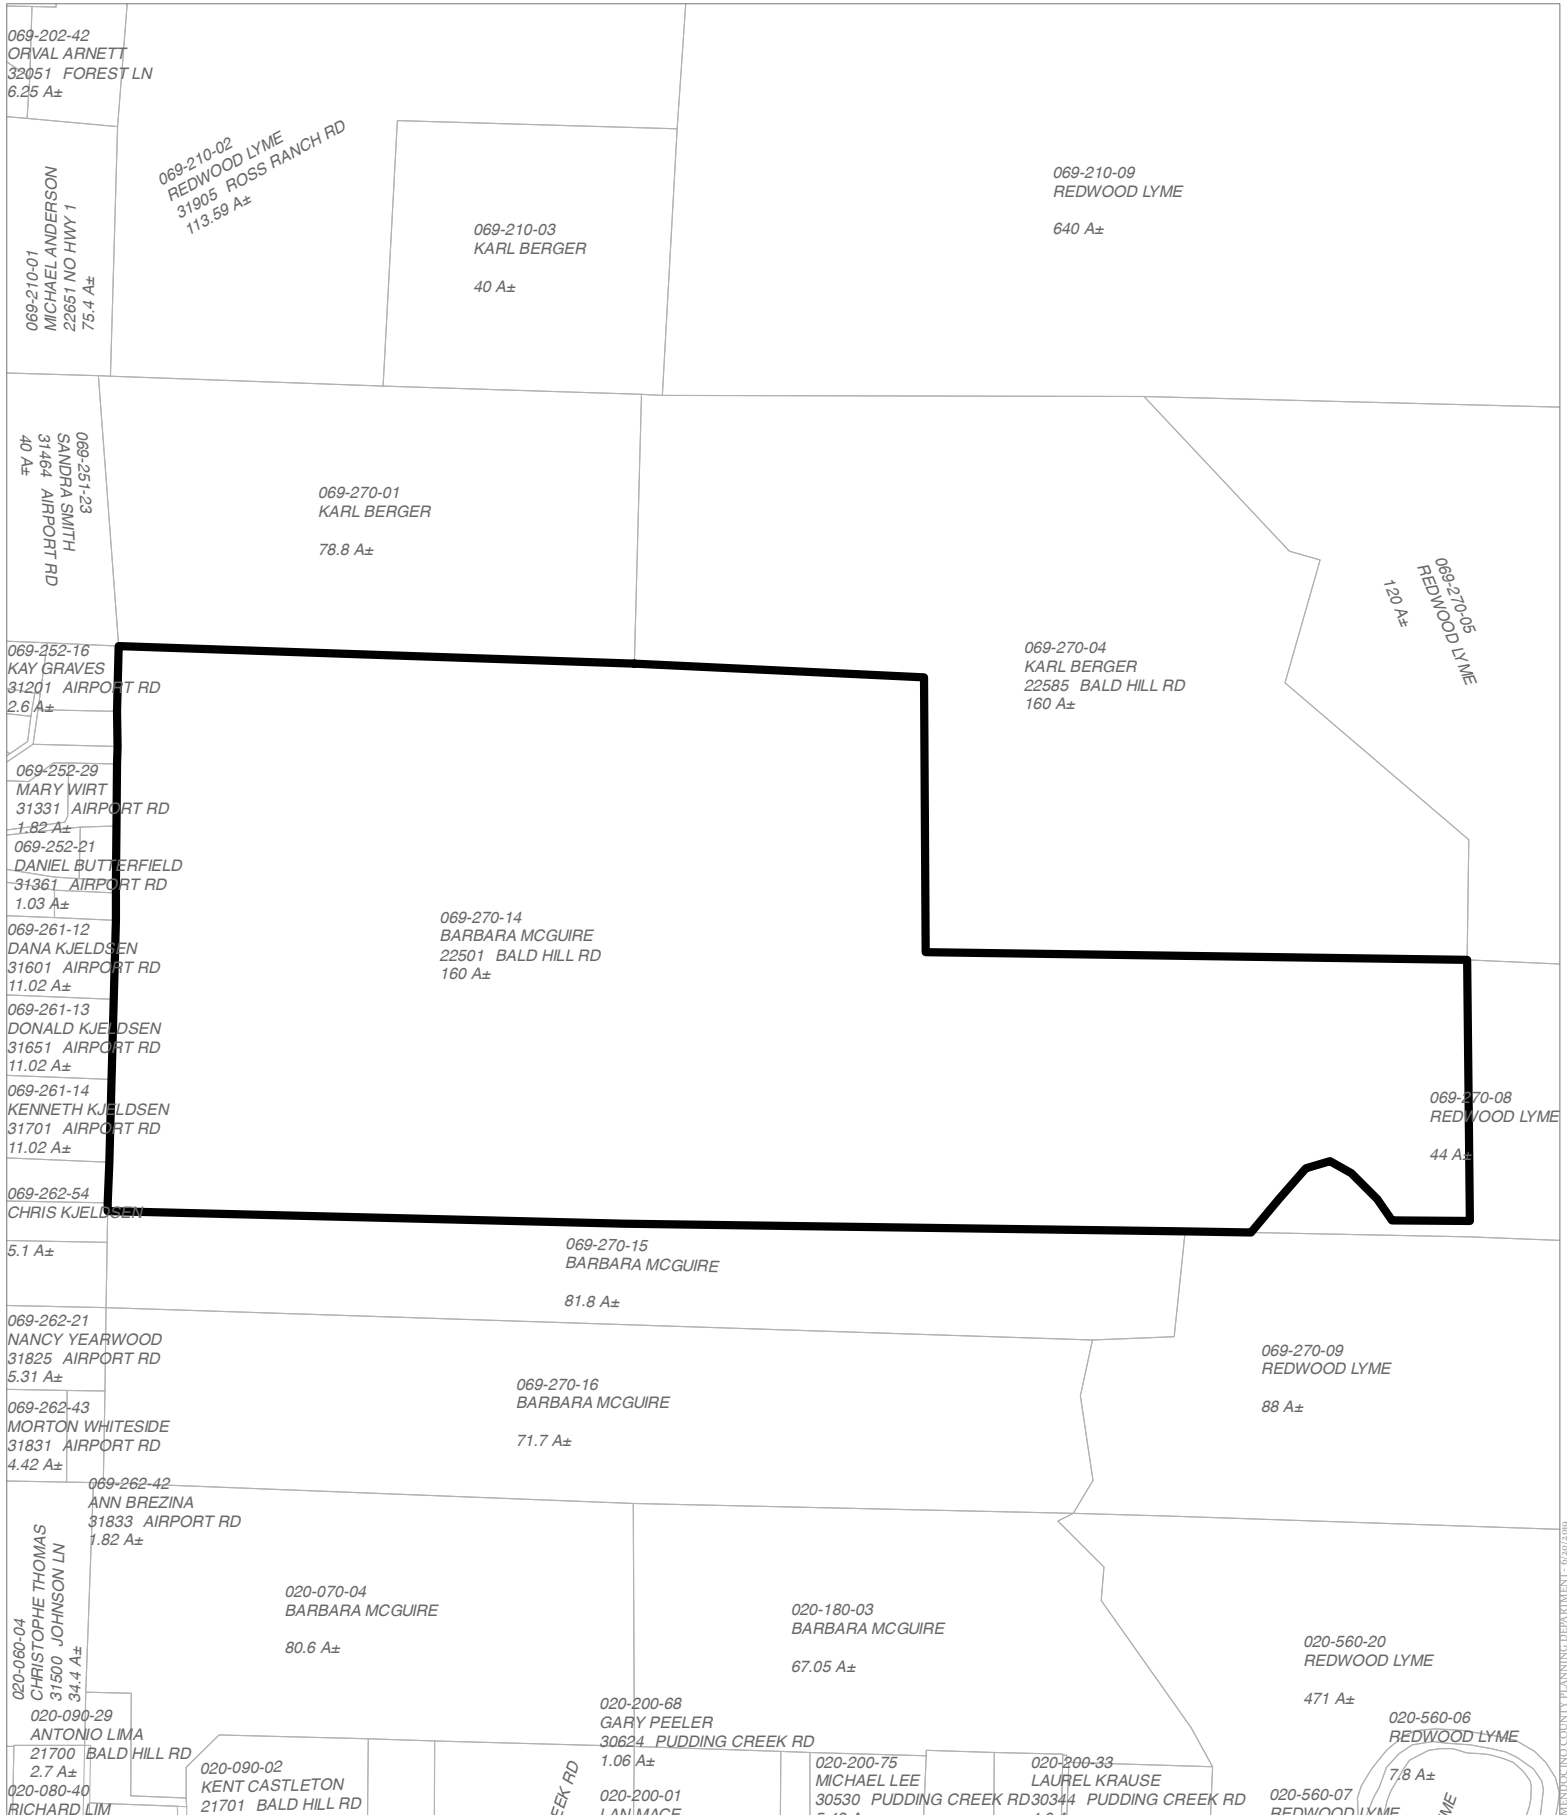 069-202-42
ORVAL ARNETT
32051 FOREST LN
6.25 A±
069-210-01
MICHAEL ANDERSON
22651 NO HWY 1
75.4 A±
069-210-02
REDWOOD LYME
31905 ROSS RANCH RD
113.59 A±
069-210-03
KARL BERGER
40 A±
069-210-09
REDWOOD LYME
640 A±
069-251-23
SANDRA SMITH
31464 AIRPORT RD
40 A±
069-270-01
KARL BERGER
78.8 A±
069-270-04
KARL BERGER
22585 BALD HILL RD
160 A±
069-270-05
REDWOOD LYME
120 A±
069-252-16
KAY GRAVES
31201 AIRPORT RD
2.6 A±
069-252-29
MARY WIRT
31331 AIRPORT RD
1.82 A±
069-252-21
DANIEL BUTTERFIELD
31361 AIRPORT RD
1.03 A±
069-261-12
DANA KJELDSEN
31601 AIRPORT RD
11.02 A±
069-261-13
DONALD KJELDSEN
31651 AIRPORT RD
11.02 A±
069-261-14
KENNETH KJELDSEN
31701 AIRPORT RD
11.02 A±
069-262-54
CHRIS KJELDSEN
5.1 A±
069-270-14
BARBARA MCGUIRE
22501 BALD HILL RD
160 A±
069-270-08
REDWOOD LYME
44 A±
069-270-15
BARBARA MCGUIRE
81.8 A±
069-262-21
NANCY YEARWOOD
31825 AIRPORT RD
5.31 A±
069-262-43
MORTON WHITESIDE
31831 AIRPORT RD
4.42 A±
069-270-16
BARBARA MCGUIRE
71.7 A±
069-270-09
REDWOOD LYME
88 A±
069-262-42
ANN BREZINA
31833 AIRPORT RD
1.82 A±
020-060-04
CHRISTOPHE THOMAS
31500 JOHNSON LN
34.4 A±
020-070-04
BARBARA MCGUIRE
80.6 A±
020-180-03
BARBARA MCGUIRE
67.05 A±
020-560-20
REDWOOD LYME
471 A±
020-090-29
ANTONIO LIMA
21700 BALD HILL RD
2.7 A±
020-080-40
RICHARD LIM
020-090-02
KENT CASTLETON
21701 BALD HILL RD
EEK RD
020-200-68
GARY PEELER
30624 PUDDING CREEK RD
1.06 A±
020-200-01
LAN MACE
020-200-75
MICHAEL LEE
30530 PUDDING CREEK RD
020-200-33
LAUREL KRAUSE
30344 PUDDING CREEK RD
020-560-06
REDWOOD LYME
7.8 A±
020-560-07
REDWOOD LYME
MENDOCINO COUNTY PLANNING DEPARTMENT - 6/20/2019